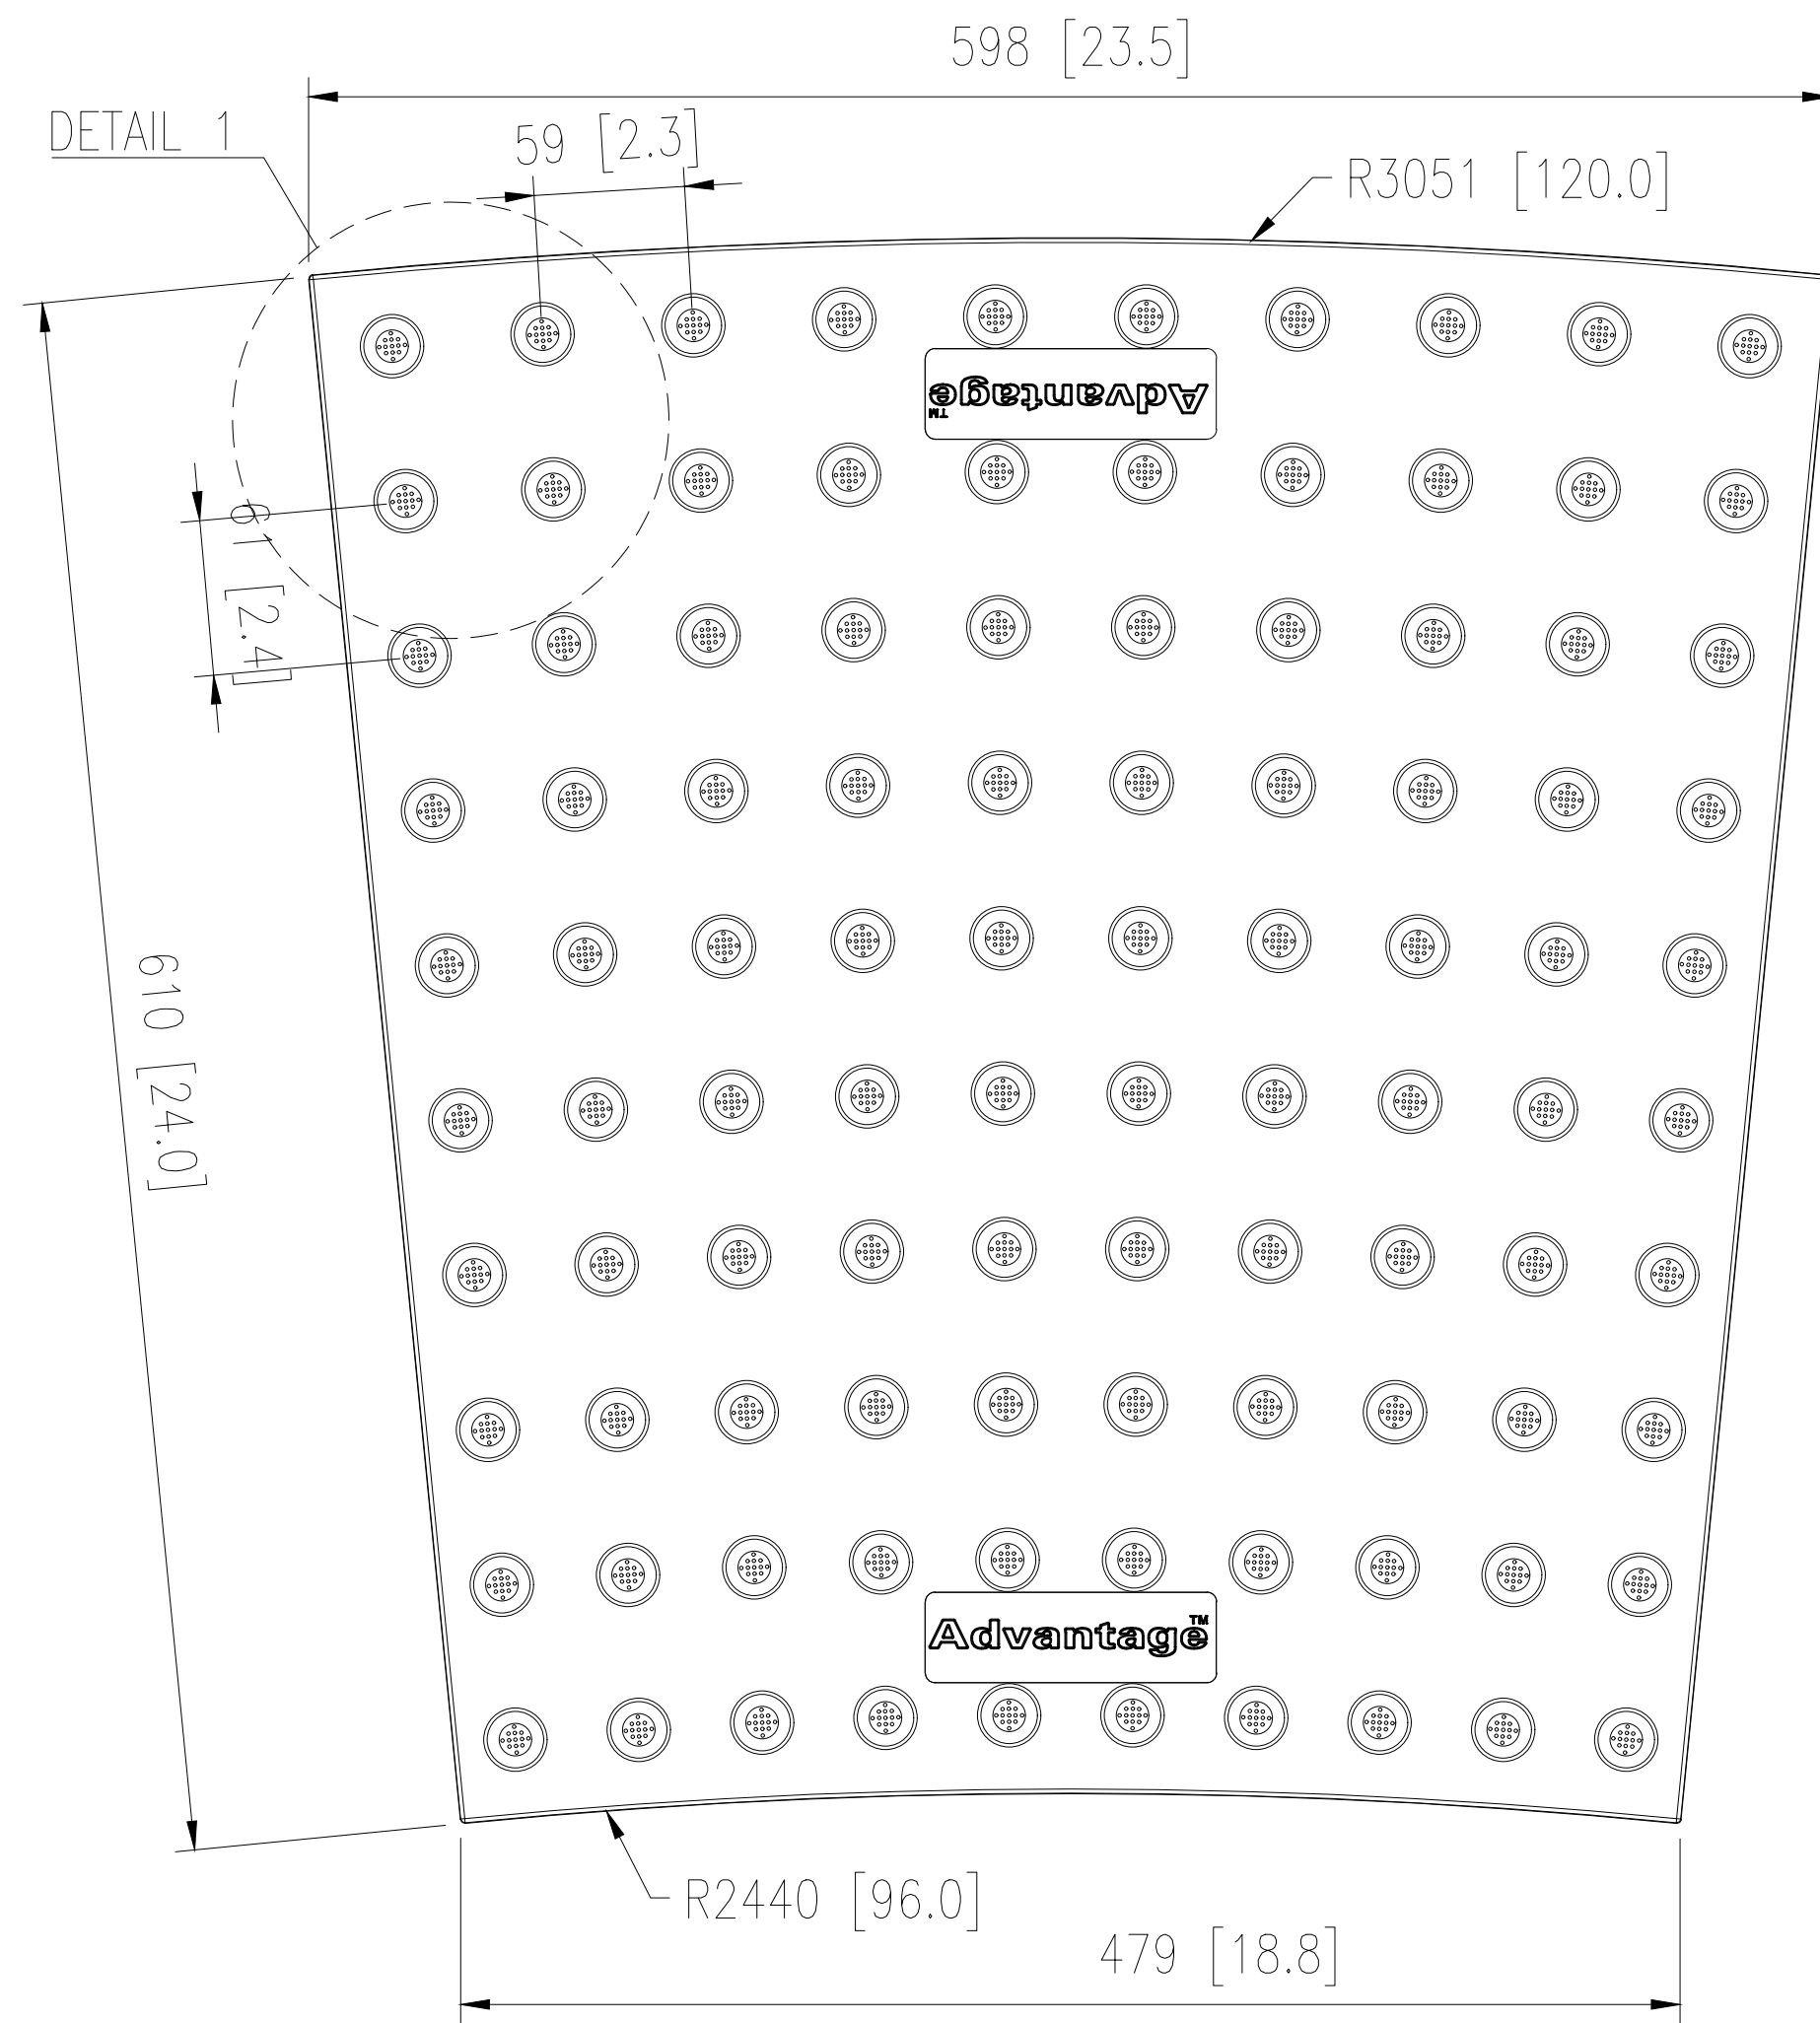 598 [23.5]
DETAIL 1
59 [2.3]
R3051 [120.0]
Advantage™
61 [2.4]
610 [24.0]
Advantage™
R2440 [96.0]
479 [18.8]